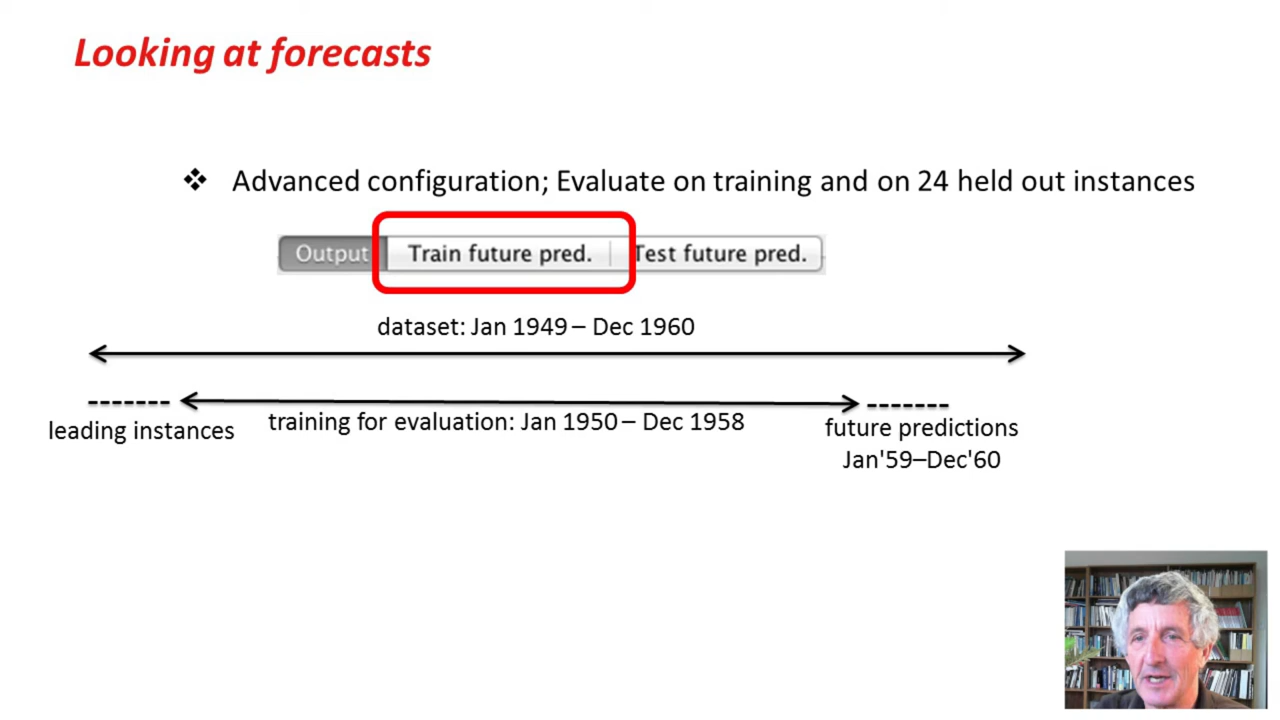 Looking at forecasts
❖ Advanced configuration; Evaluate on training and on 24 held out instances
Output Train future pred. Test future pred.
dataset: Jan 1949 – Dec 1960
leading instances
training for evaluation: Jan 1950 – Dec 1958
future predictions
Jan'59–Dec'60